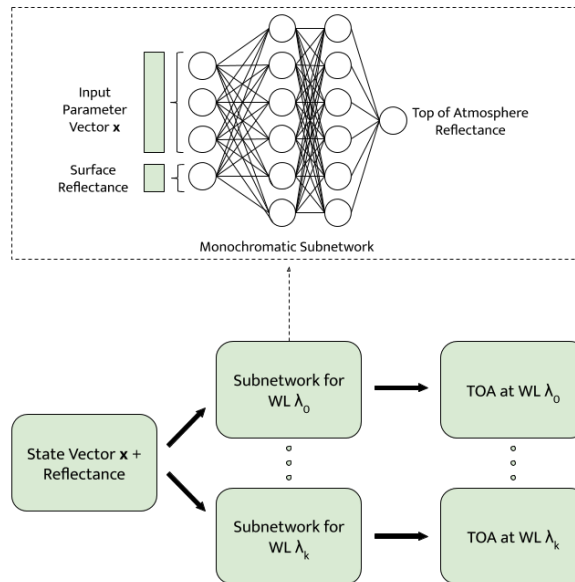 Input
Parameter
Vector x
Surface
Reflectance
Top of Atmosphere
Reflectance
Monochromatic Subnetwork
State Vector x +
Reflectance
Subnetwork for
WL λ0
TOA at WL λ0
Subnetwork for
WL λk
TOA at WL λk